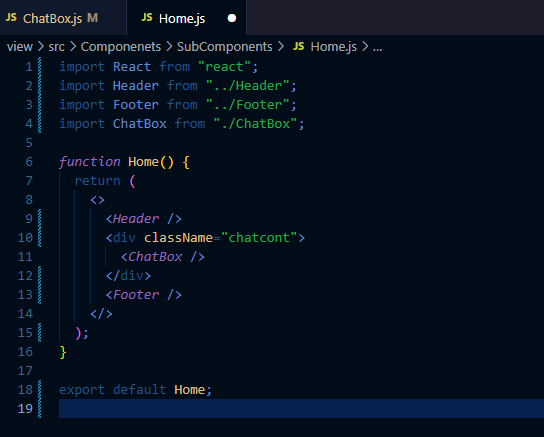 JS ChatBox.js M JS Home.js
view > src > Componenets > SubComponents > JS Home.js > ...
1 import React from "react";
2 import Header from "../Header";
3 import Footer from "../Footer";
4 import ChatBox from "./ChatBox";
5
6 function Home() {
7 return (
8 <>
9 <Header />
10 <div className="chatcont">
11 <ChatBox />
12 </div>
13 <Footer />
14 </>
15 );
16 }
17
18 export default Home;
19